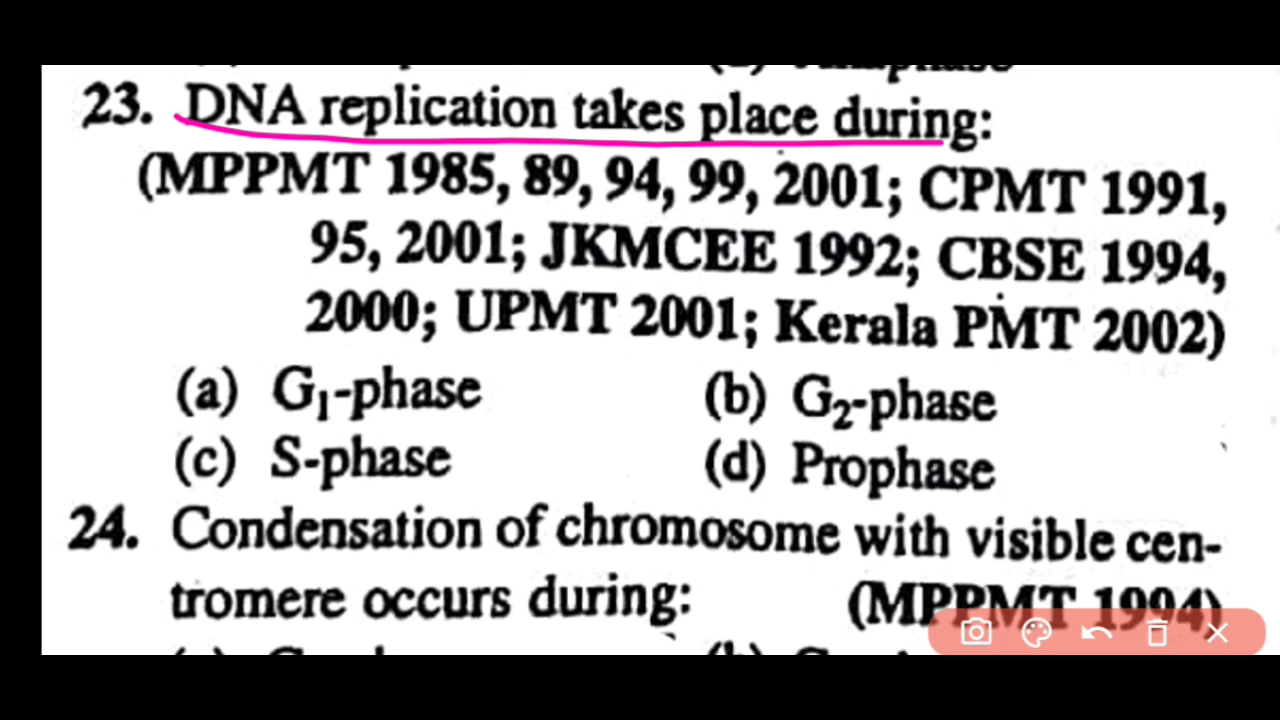 23. DNA replication takes place during:
(MPPMT 1985, 89, 94, 99, 2001; CPMT 1991,
95, 2001; JKMCEE 1992; CBSE 1994,
2000; UPMT 2001; Kerala PMT 2002)
(a) G₁-phase (b) G₂-phase
(c) S-phase (d) Prophase
24. Condensation of chromosome with visible cen-
tromere occurs during: (MPPMT 1994)